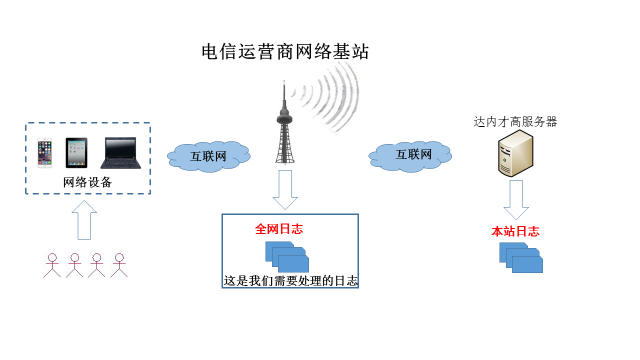 电信运营商网络基站
达内才高服务器
互联网
互联网
网络设备
全网日志
本站日志
这是我们需要处理的日志